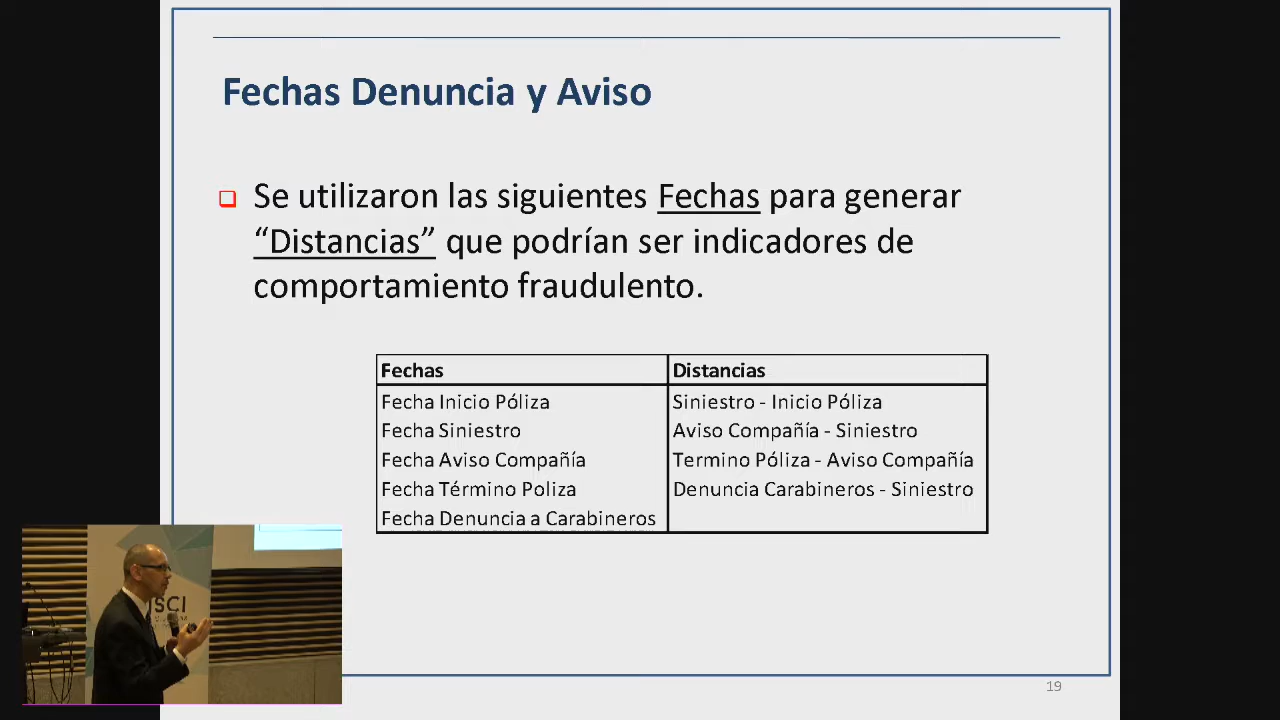 Fechas Denuncia y Aviso
Se utilizaron las siguientes Fechas para generar
“Distancias” que podrían ser indicadores de
comportamiento fraudulento.
Fechas Distancias
Fecha Inicio Póliza Siniestro - Inicio Póliza
Fecha Siniestro Aviso Compañía - Siniestro
Fecha Aviso Compañía Termino Póliza - Aviso Compañía
Fecha Término Poliza Denuncia Carabineros - Siniestro
Fecha Denuncia a Carabineros
SCI
19